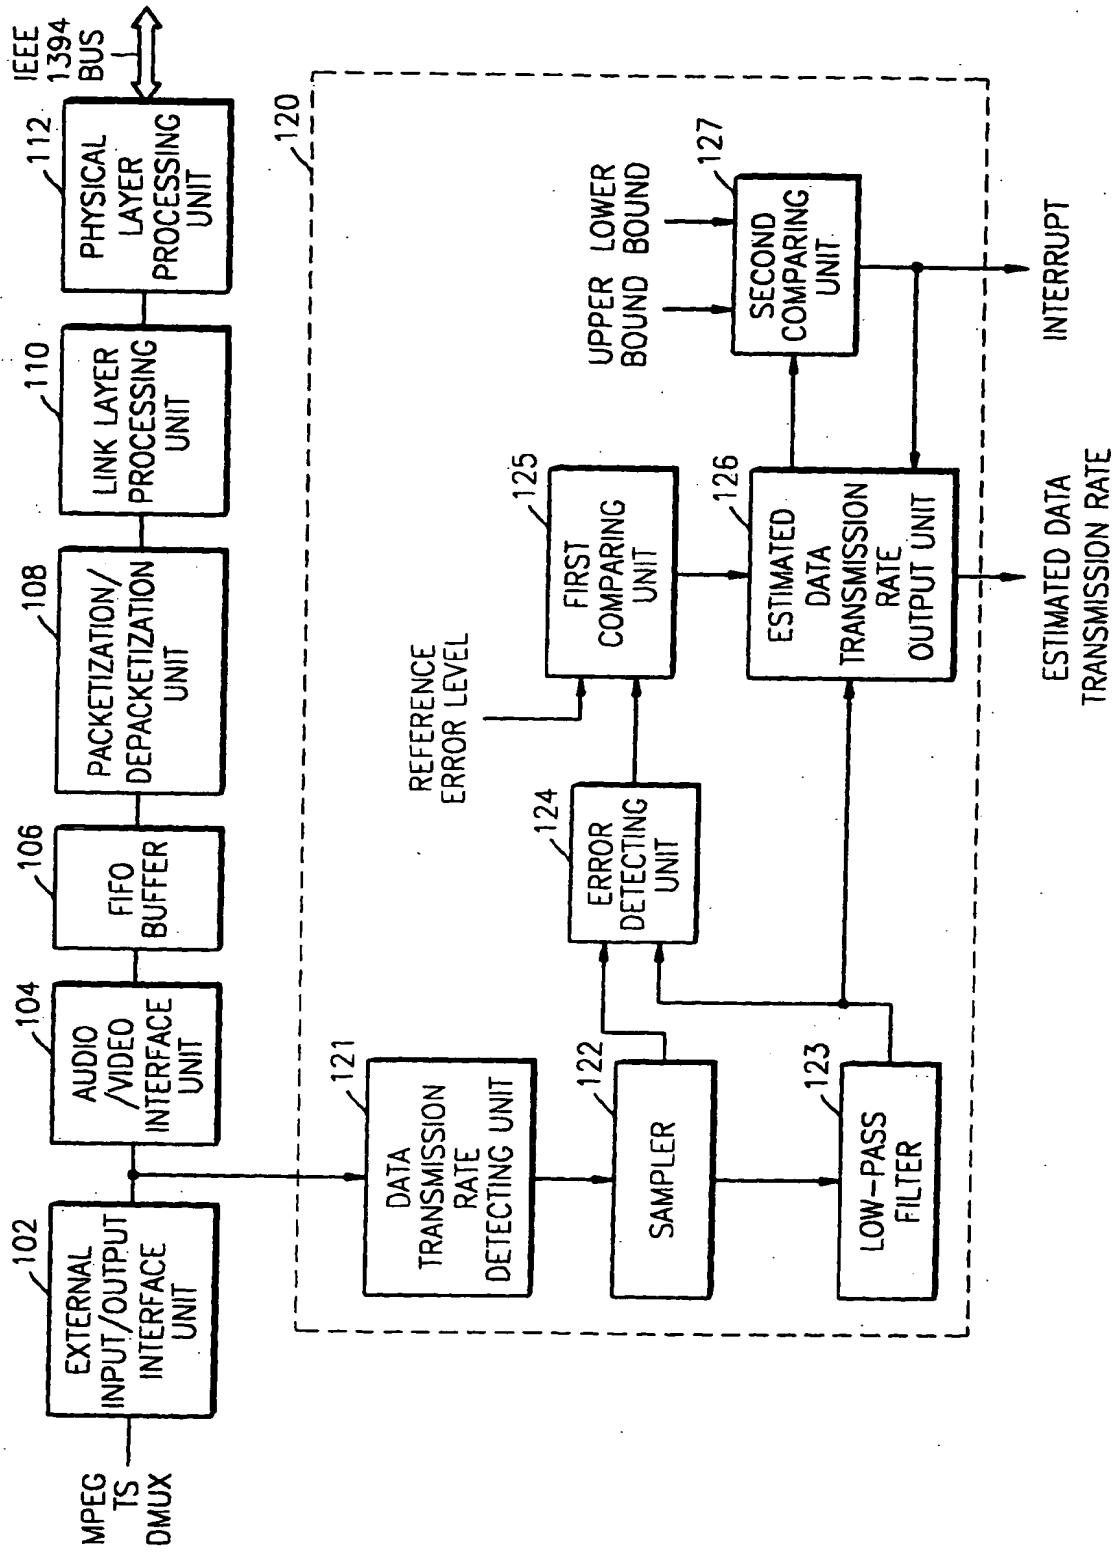 MPEG
TS
DMUX
102
EXTERNAL
INPUT/OUTPUT
INTERFACE
UNIT
104
AUDIO
/VIDEO
INTERFACE
UNIT
106
FIFO
BUFFER
108
PACKETIZATION/
DEPACKETIZATION
UNIT
110
LINK LAYER
PROCESSING
UNIT
112
PHYSICAL
LAYER
PROCESSING
UNIT
IEEE
1394
BUS
120
121
DATA
TRANSMISSION
RATE
DETECTING UNIT
122
SAMPLER
123
LOW-PASS
FILTER
124
ERROR
DETECTING
UNIT
REFERENCE
ERROR LEVEL
125
FIRST
COMPARING
UNIT
126
ESTIMATED
DATA
TRANSMISSION
RATE
OUTPUT UNIT
UPPER
BOUND
LOWER
BOUND
127
SECOND
COMPARING
UNIT
ESTIMATED DATA
TRANSMISSION RATE
INTERRUPT